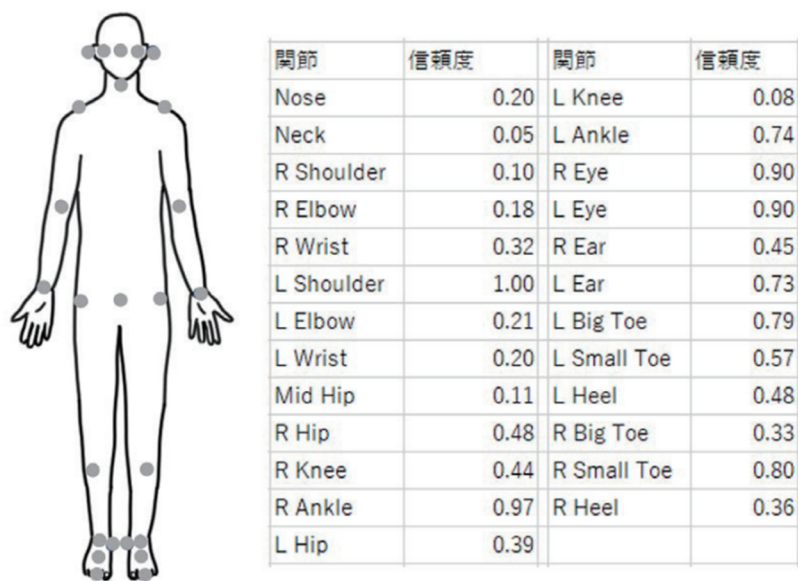 関節 信頼度 関節 信頼度
Nose 0.20 L Knee 0.08
Neck 0.05 L Ankle 0.74
R Shoulder 0.10 R Eye 0.90
R Elbow 0.18 L Eye 0.90
R Wrist 0.32 R Ear 0.45
L Shoulder 1.00 L Ear 0.73
L Elbow 0.21 L Big Toe 0.79
L Wrist 0.20 L Small Toe 0.57
Mid Hip 0.11 L Heel 0.48
R Hip 0.48 R Big Toe 0.33
R Knee 0.44 R Small Toe 0.80
R Ankle 0.97 R Heel 0.36
L Hip 0.39